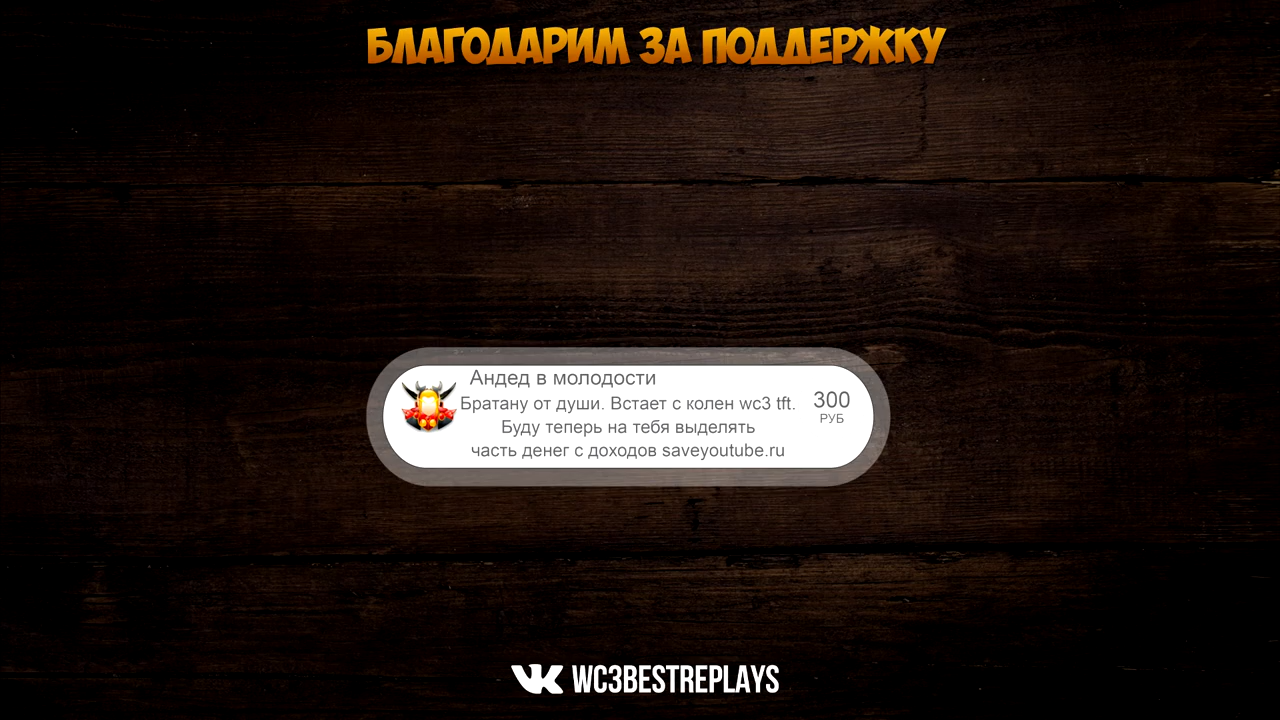 БЛАГОДАРИМ ЗА ПОДДЕРЖКУ
Андед в молодости
Братану от души. Встает с колен wc3 tft.
Буду теперь на тебя выделять
часть денег с доходов saveyoutube.ru
300
РУБ
VK WC3BESTREPLAYS